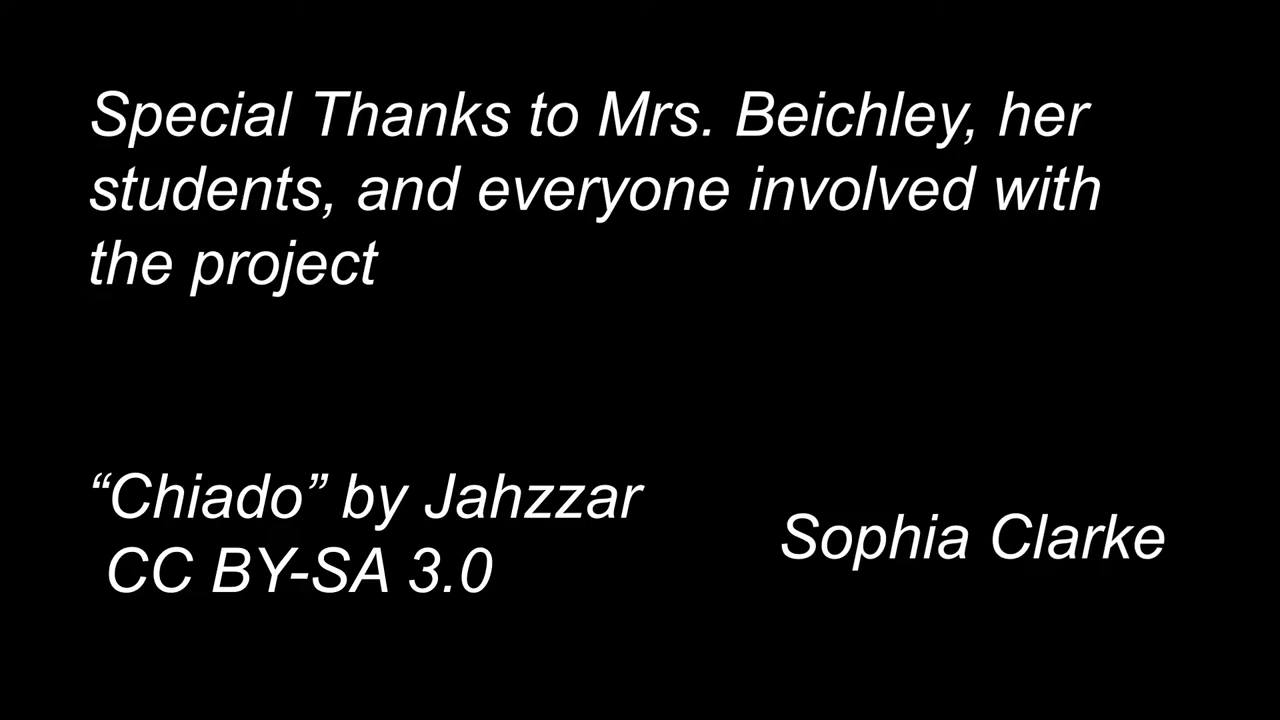 Special Thanks to Mrs. Beichley, her
students, and everyone involved with
the project
“Chiado” by Jahzzar
CC BY-SA 3.0
Sophia Clarke